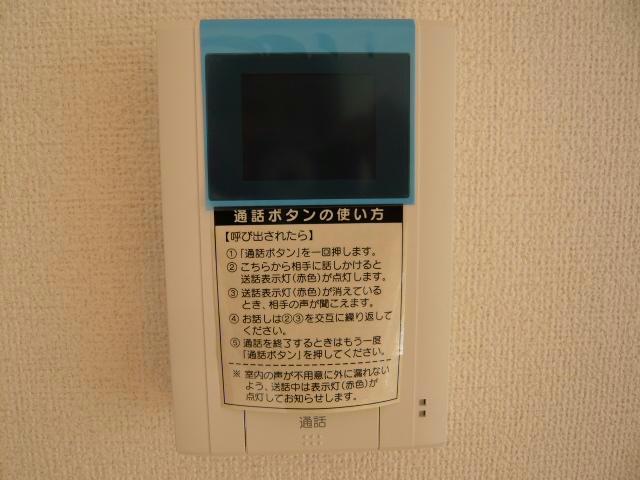 通話ボタンの使い方
【呼び出されたら】
①「通話ボタン」を一回押します。
② こちらから相手に話しかけると
送話表示灯(赤色)が点灯します。
③ 送話表示灯(赤色)が消えている
とき、相手の声が聞こえます。
④ お話しは②③を交互に繰り返して
ください。
⑤ 通話を終了するときはもう一度
「通話ボタン」を押してください。
※ 室内の声が不用意に外に漏れない
よう、送話中は表示灯(赤色)が
点灯してお知らせします。
通話